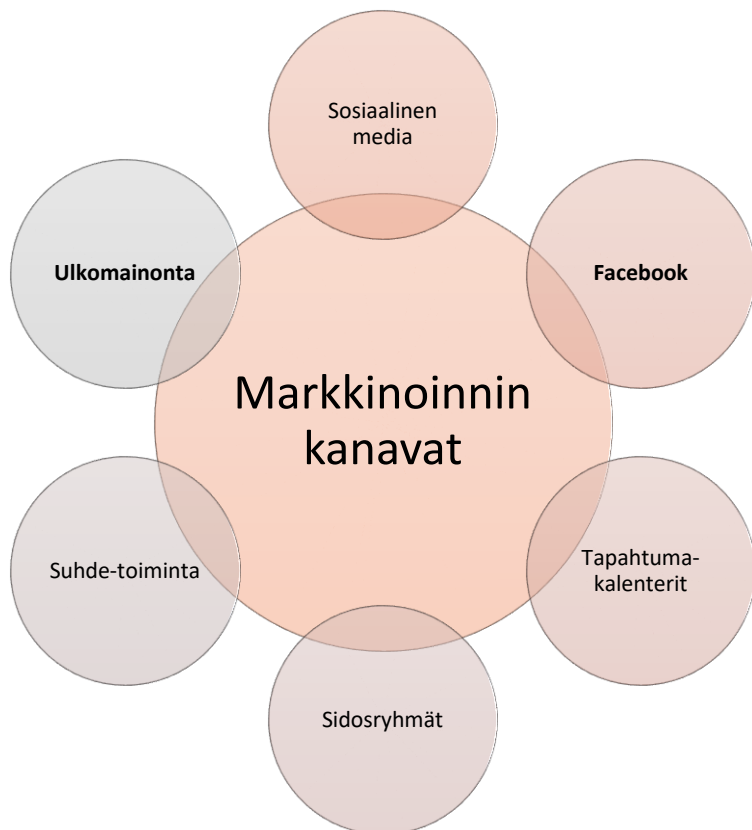 Sosiaalinen
media
Ulkomainonta
Facebook
Markkinoinnin
kanavat
Suhde-toiminta
Tapahtuma-
kalenterit
Sidosryhmät